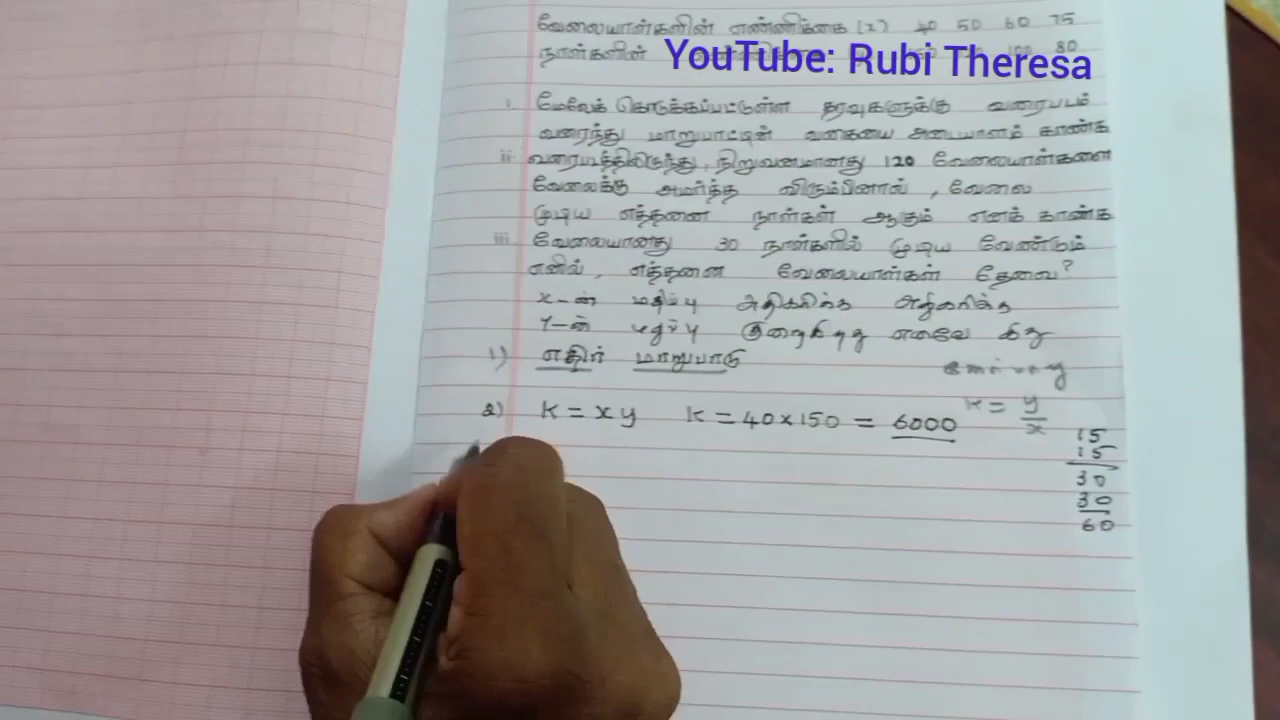 வேலையாள்களின் எண்ணிக்கை (x) 40 50 60 75
நாள்களின் 80
YouTube: Rubi Theresa
i. மேலேக் கொடுக்கப்பட்டுள்ள தரவுகளுக்கு வரைபடம்
வரைந்து மாறுபாட்டின் வகையை அடையாளம் காண்க
ii வரைபடத்திலிருந்து, நிறுவனமானது 120 வேலையாள்களை
வேலைக்கு அமர்த்த விரும்பினால், வேலை
முடிய எத்தனை நாள்கள் ஆகும் எனக் காண்க
iii வேலையானது 30 நாள்களில் முடிய வேண்டும்
எனில், எத்தனை வேலையாள்கள் தேவை?
x-ன் மதிப்பு அதிகரிக்க அதிகரிக்க
Y-ன் மதிப்பு குறைகிறது எனவே இது
1) எதிர் மாறுபாடு
2) K = xy K = 40 x 150 = 6000
K = y/x
15
15
30
30
60